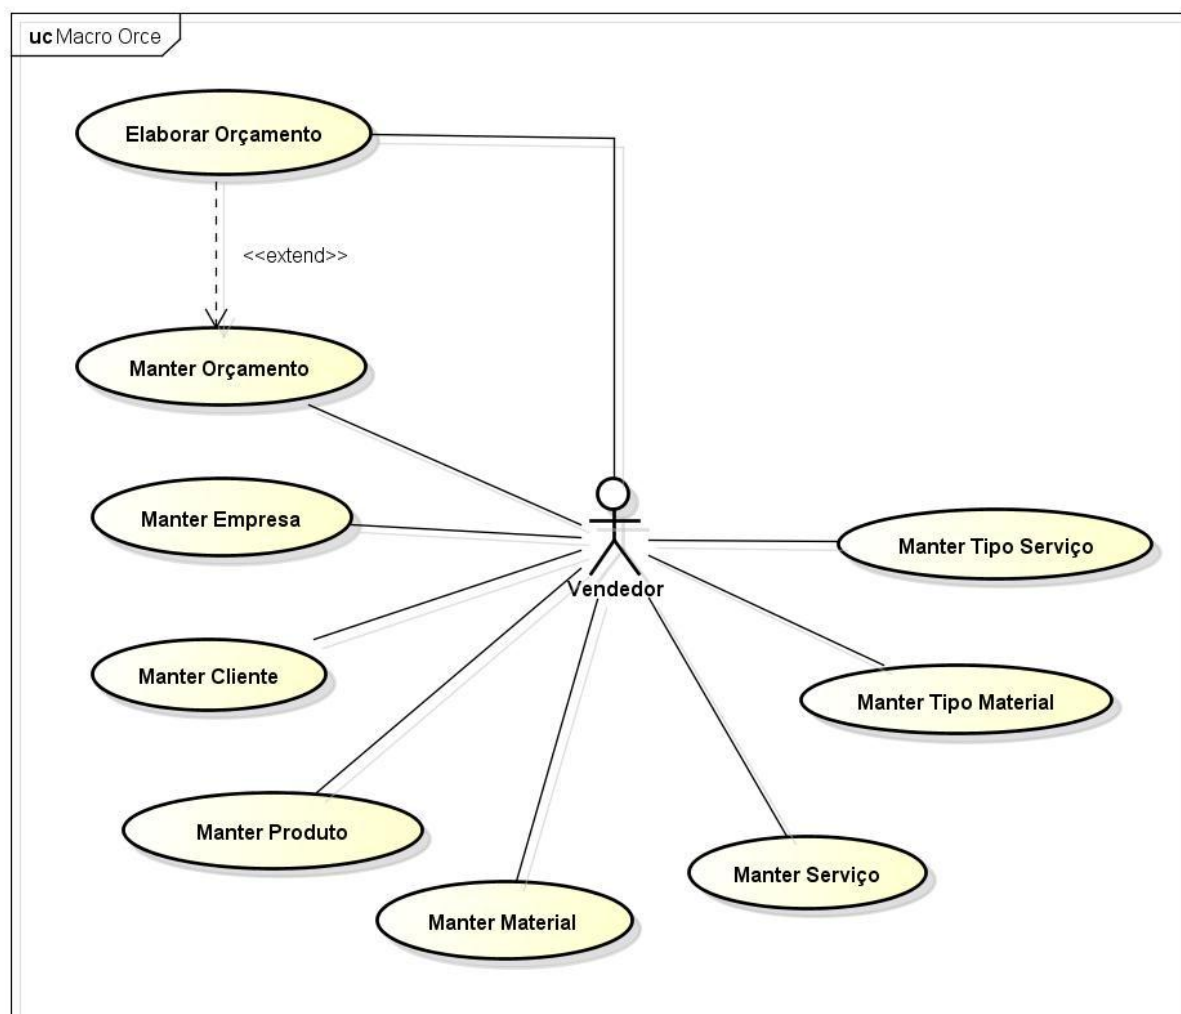 uc Macro Orce
Elaborar Orçamento
<<extend>>
Manter Orçamento
Manter Empresa
Vendedor
Manter Tipo Serviço
Manter Cliente
Manter Tipo Material
Manter Produto
Manter Serviço
Manter Material